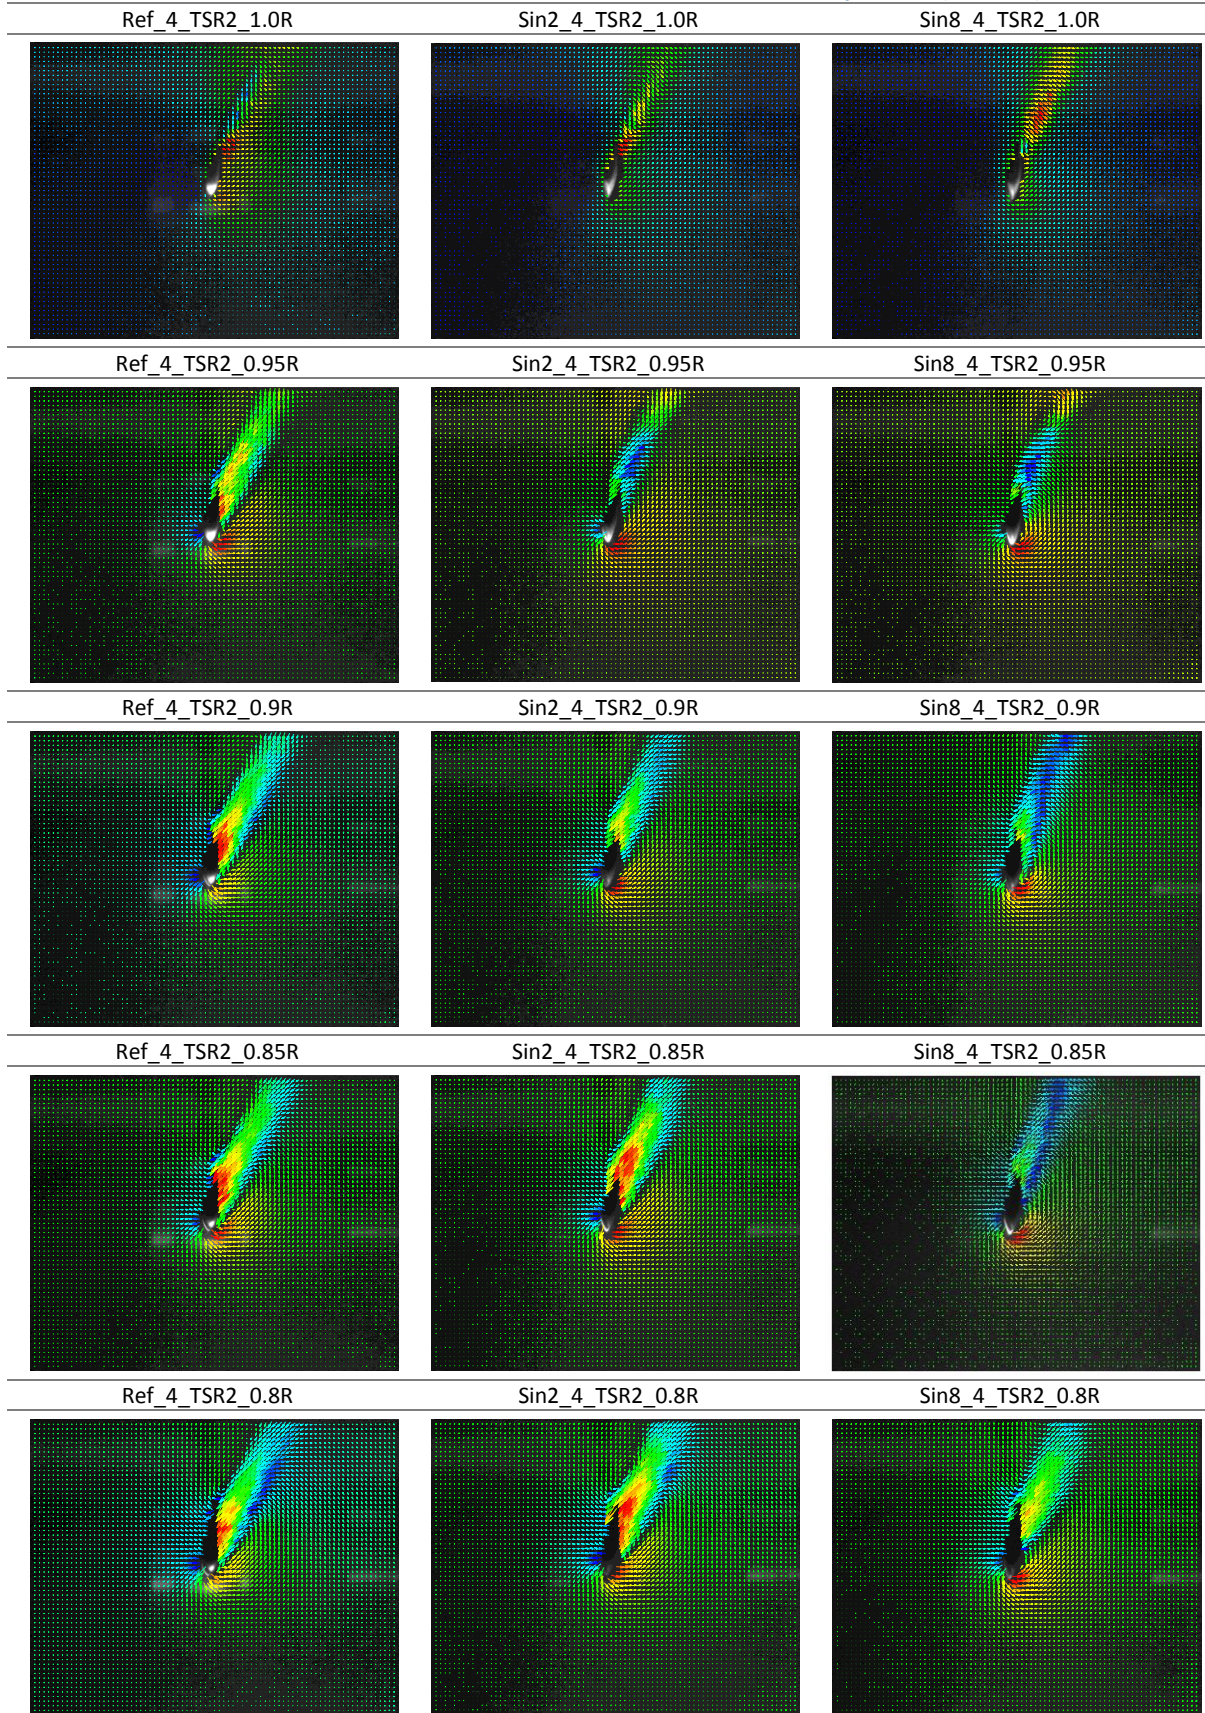 Ref_4_TSR2_1.0R Sin2_4_TSR2_1.0R Sin8_4_TSR2_1.0R
Ref_4_TSR2_0.95R Sin2_4_TSR2_0.95R Sin8_4_TSR2_0.95R
Ref_4_TSR2_0.9R Sin2_4_TSR2_0.9R Sin8_4_TSR2_0.9R
Ref_4_TSR2_0.85R Sin2_4_TSR2_0.85R Sin8_4_TSR2_0.85R
Ref_4_TSR2_0.8R Sin2_4_TSR2_0.8R Sin8_4_TSR2_0.8R